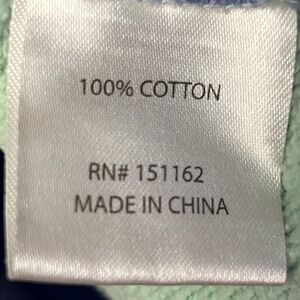 100% COTTON
RN# 151162
MADE IN CHINA